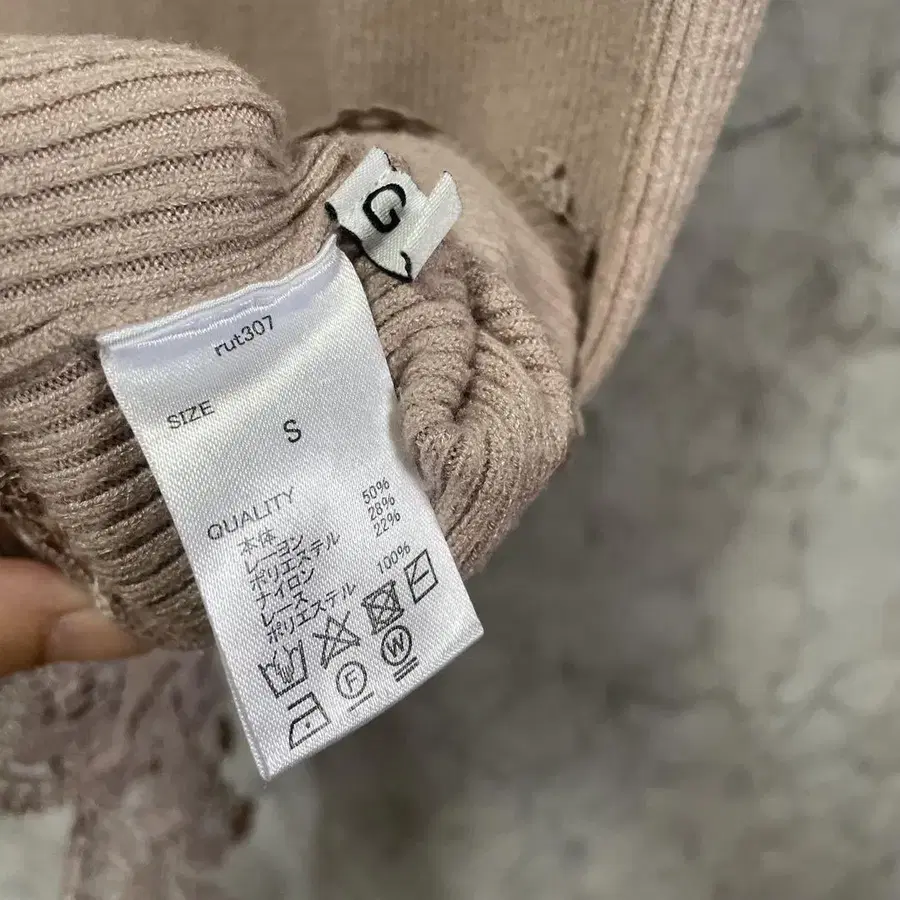 G
rut307
SIZE
S
QUALITY
本体
レーヨン 50%
ポリエステル 28%
ナイロン 22%
レース
ポリエステル 100%
F
W